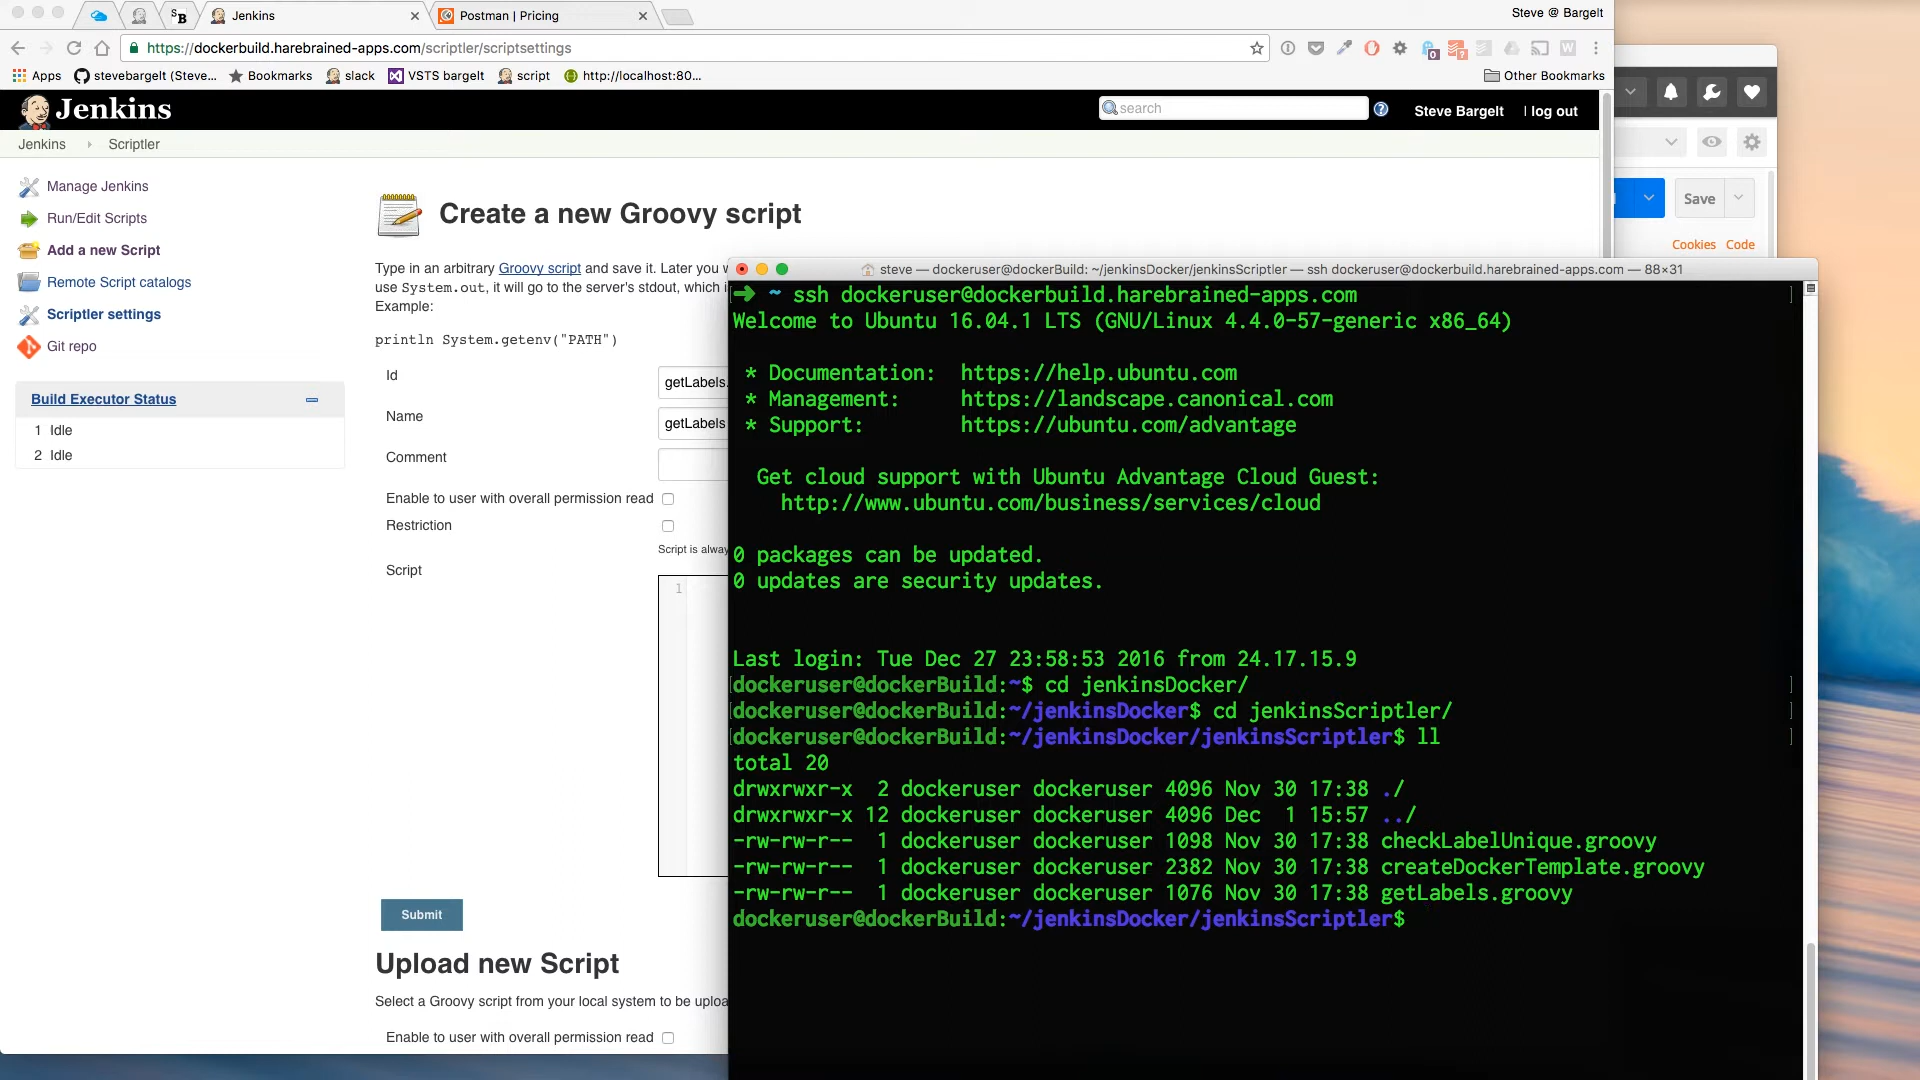 Jenkins
Postman | Pricing
Steve @ Bargelt
https://dockerbuild.harebrained-apps.com/scriptler/scriptsettings
Apps
stevebargelt (Steve...
Bookmarks
slack
VSTS bargelt
script
http://localhost:80...
Other Bookmarks
Jenkins
search
Steve Bargelt
| log out
Jenkins
Scriptler
Manage Jenkins
Run/Edit Scripts
Add a new Script
Remote Script catalogs
Scriptler settings
Git repo
Build Executor Status
1 Idle
2 Idle
Create a new Groovy script
Type in an arbitrary Groovy script and save it. Later you
use System.out, it will go to the server's stdout, which i
Example:
println System.getenv("PATH")
Id
getLabels.
Name
getLabels
Comment
Enable to user with overall permission read
Restriction
Script is alway
Script
1
Submit
Upload new Script
Select a Groovy script from your local system to be uploa
Enable to user with overall permission read
Save
Cookies
Code
steve — dockeruser@dockerBuild: ~/jenkinsDocker/jenkinsScriptler — ssh dockeruser@dockerbuild.harebrained-apps.com — 88×31
➜ ~ ssh dockeruser@dockerbuild.harebrained-apps.com
Welcome to Ubuntu 16.04.1 LTS (GNU/Linux 4.4.0-57-generic x86_64)
* Documentation: https://help.ubuntu.com
* Management: https://landscape.canonical.com
* Support: https://ubuntu.com/advantage
Get cloud support with Ubuntu Advantage Cloud Guest:
http://www.ubuntu.com/business/services/cloud
0 packages can be updated.
0 updates are security updates.
Last login: Tue Dec 27 23:58:53 2016 from 24.17.15.9
dockeruser@dockerBuild:~$ cd jenkinsDocker/
dockeruser@dockerBuild:~/jenkinsDocker$ cd jenkinsScriptler/
dockeruser@dockerBuild:~/jenkinsDocker/jenkinsScriptler$ ll
total 20
drwxrwxr-x 2 dockeruser dockeruser 4096 Nov 30 17:38 ./
drwxrwxr-x 12 dockeruser dockeruser 4096 Dec 1 15:57 ../
-rw-rw-r-- 1 dockeruser dockeruser 1098 Nov 30 17:38 checkLabelUnique.groovy
-rw-rw-r-- 1 dockeruser dockeruser 2382 Nov 30 17:38 createDockerTemplate.groovy
-rw-rw-r-- 1 dockeruser dockeruser 1076 Nov 30 17:38 getLabels.groovy
dockeruser@dockerBuild:~/jenkinsDocker/jenkinsScriptler$